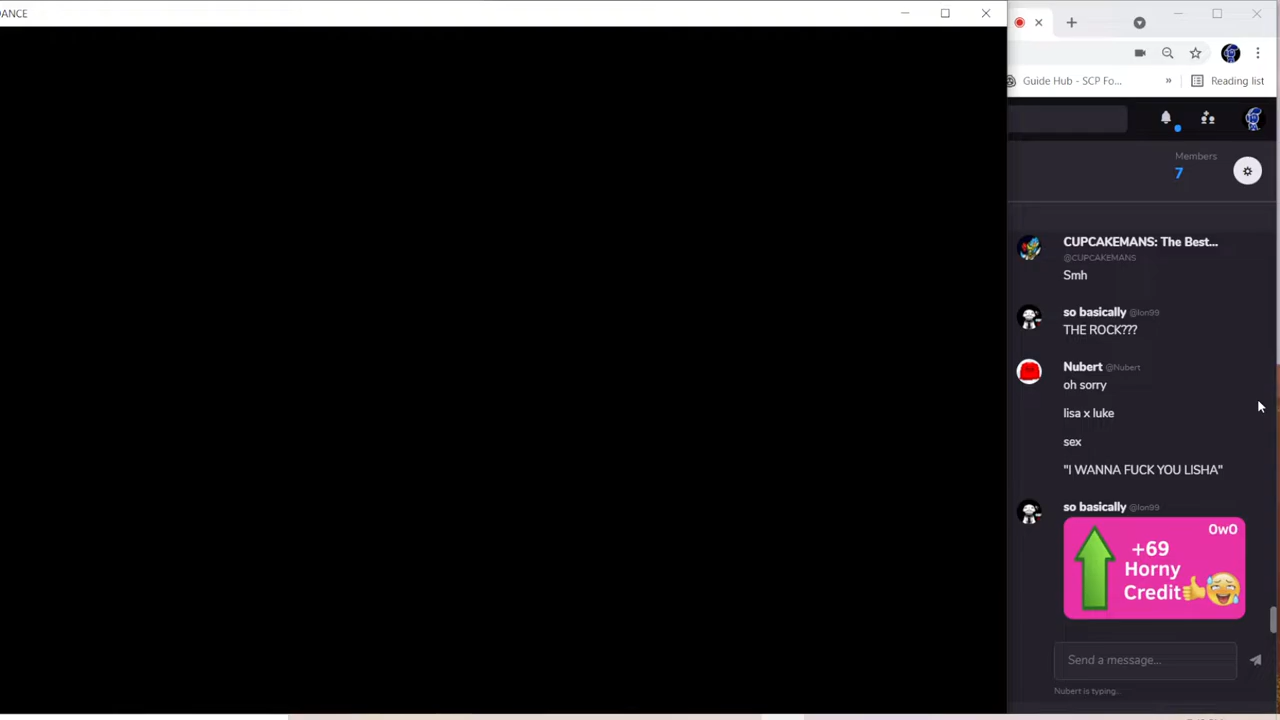 DANCE
Guide Hub - SCP Fo...
»
Reading list
Members
7
CUPCAKEMANS: The Best...
@CUPCAKEMANS
Smh
so basically @lon99
THE ROCK???
Nubert @Nubert
oh sorry
lisa x luke
sex
"I WANNA FUCK YOU LISHA"
so basically @lon99
OwO
+69
Horny
Credit
Send a message...
Nubert is typing...